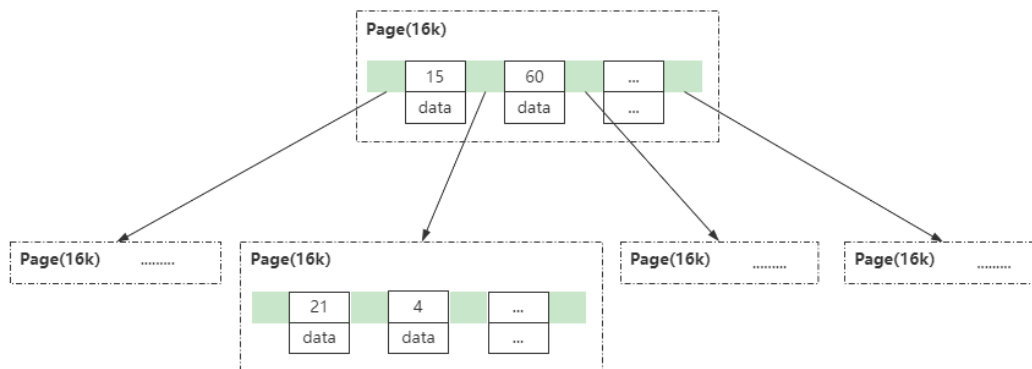 Page(16k)
15 60 ...
data data ...
Page(16k) .........
Page(16k)
Page(16k) .........
Page(16k) .........
21 4 ...
data data ...